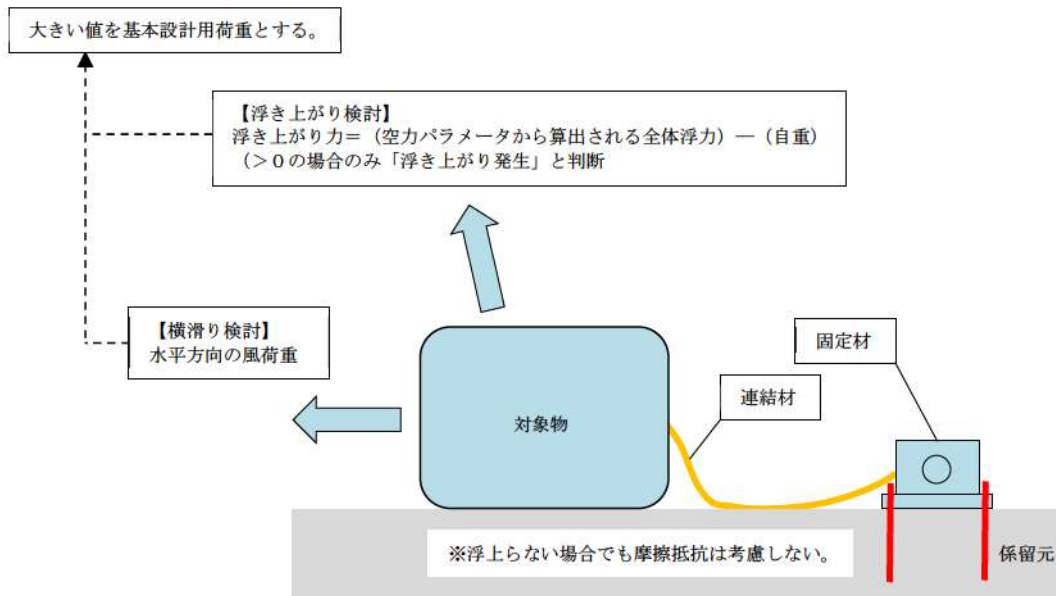 大きい値を基本設計用荷重とする。
【浮き上がり検討】
浮き上がり力＝（空力パラメータから算出される全体浮力）―（自重）
（＞０の場合のみ「浮き上がり発生」と判断
【横滑り検討】
水平方向の風荷重
固定材
連結材
対象物
※浮上らない場合でも摩擦抵抗は考慮しない。
係留元